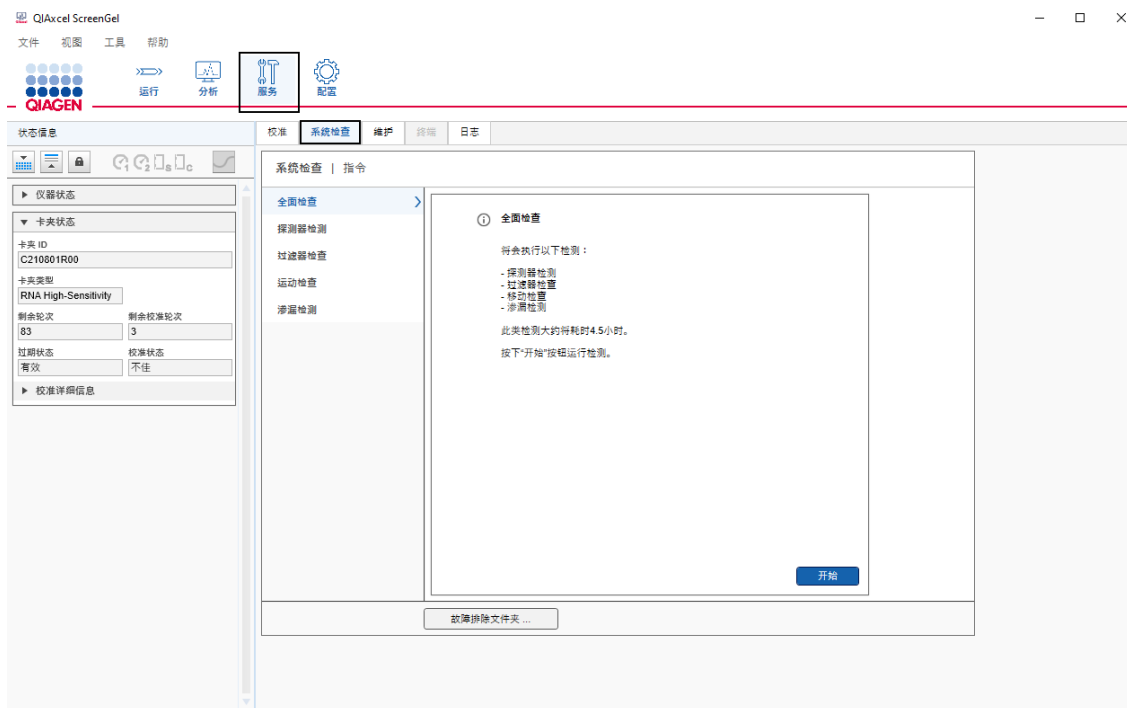 QIAxcel ScreenGel
文件 视图 工具 帮助
运行 分析 服务 配置
QIAGEN
状态信息
校准 系统检查 维护 终端 日志
系统检查 | 指令
仪器状态
卡夹状态
卡夹 ID
C210801R00
卡夹类型
RNA High-Sensitivity
剩余轮次 剩余校准轮次
83 3
过期状态 校准状态
有效 不佳
校准详细信息
全面检查
探测器检测
过滤器检查
运动检查
渗漏检测
全面检查
将会执行以下检测：
- 探测器检测
- 过滤器检查
- 移动检查
- 渗漏检测
此类检测大约将耗时4.5小时。
按下“开始”按钮运行检测。
开始
故障排除文件夹 ...